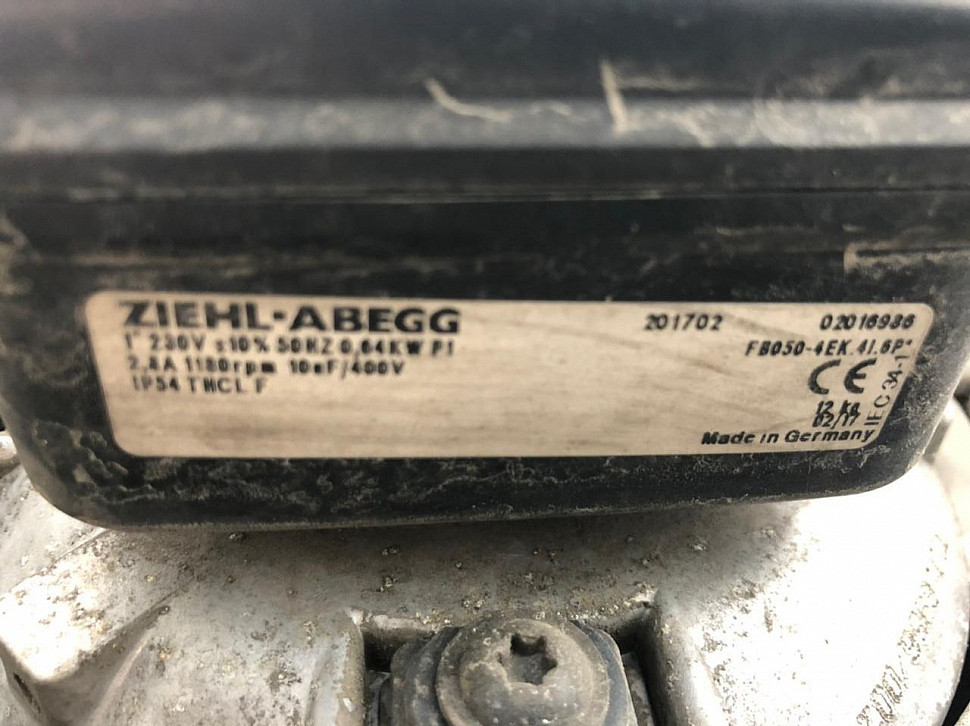 ZIEHL-ABEGG
201702 02016986
1~ 230V ±10% 50HZ 0,64KW P1
FB050-4EK.4I.6P*
2,8A 1180rpm 10uF/400V
IP54 THCL F
CE
IEC 34-1
12 KG
02/17
Made in Germany